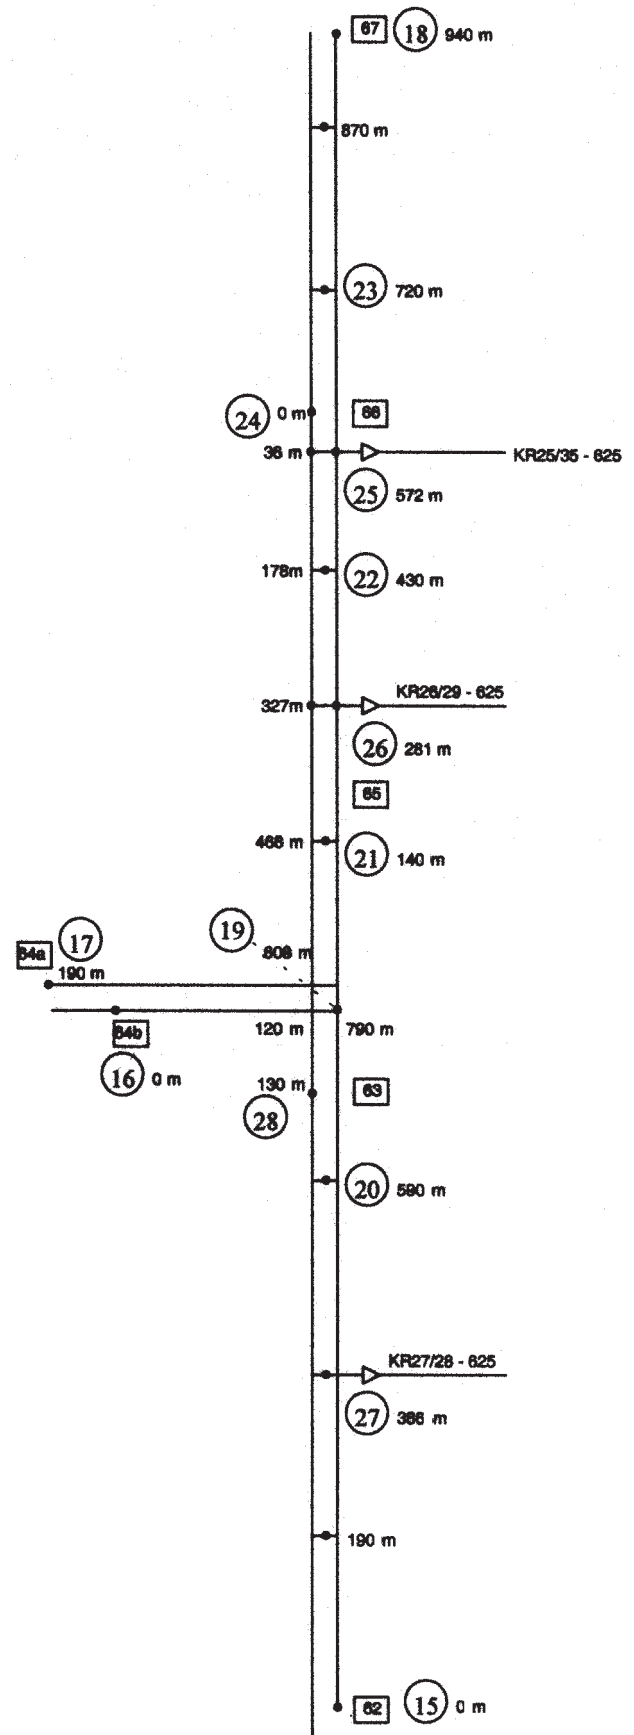 67 18 940 m
870 m
23 720 m
24 0 m 66
36 m KR25/35 - 625
25 572 m
178m 22 430 m
327m KR26/29 - 625
26 281 m
65
468 m 21 140 m
19
17 608 m
64a 190 m
120 m 790 m
64b
16 0 m 130 m 63
28
20 590 m
KR27/28 - 625
27 386 m
190 m
62 15 0 m